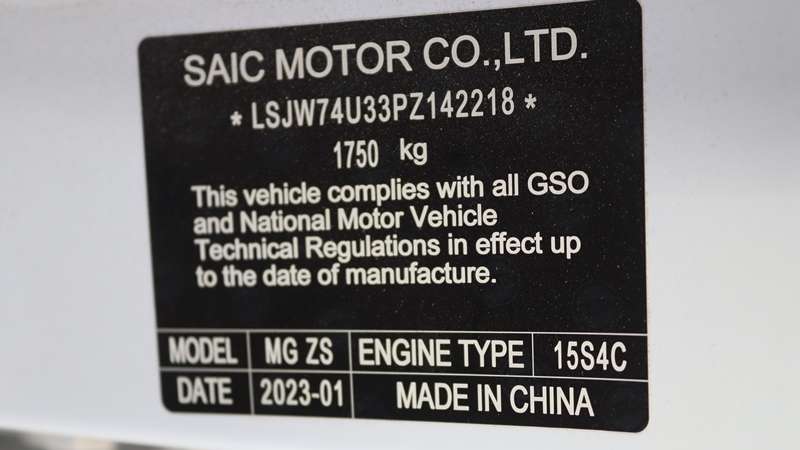 SAIC MOTOR CO.,LTD.
* LSJW74U33PZ142218 *
1750 kg
This vehicle complies with all GSO
and National Motor Vehicle
Technical Regulations in effect up
to the date of manufacture.
MODEL MG ZS ENGINE TYPE 15S4C
DATE 2023-01 MADE IN CHINA